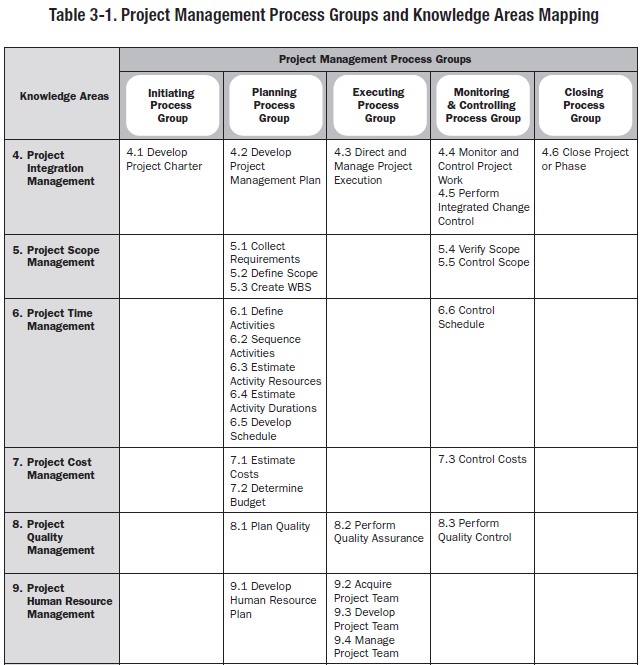 Table 3-1. Project Management Process Groups and Knowledge Areas Mapping
Project Management Process Groups
Knowledge Areas
Initiating
Process
Group
Planning
Process
Group
Executing
Process
Group
Monitoring
& Controlling
Process Group
Closing
Process
Group
4. Project
Integration
Management
4.1 Develop
Project Charter
4.2 Develop
Project
Management Plan
4.3 Direct and
Manage Project
Execution
4.4 Monitor and
Control Project
Work
4.5 Perform
Integrated Change
Control
4.6 Close Project
or Phase
5. Project Scope
Management
5.1 Collect
Requirements
5.2 Define Scope
5.3 Create WBS
5.4 Verify Scope
5.5 Control Scope
6. Project Time
Management
6.1 Define
Activities
6.2 Sequence
Activities
6.3 Estimate
Activity Resources
6.4 Estimate
Activity Durations
6.5 Develop
Schedule
6.6 Control
Schedule
7. Project Cost
Management
7.1 Estimate
Costs
7.2 Determine
Budget
7.3 Control Costs
8. Project
Quality
Management
8.1 Plan Quality
8.2 Perform
Quality Assurance
8.3 Perform
Quality Control
9. Project
Human Resource
Management
9.1 Develop
Human Resource
Plan
9.2 Acquire
Project Team
9.3 Develop
Project Team
9.4 Manage
Project Team